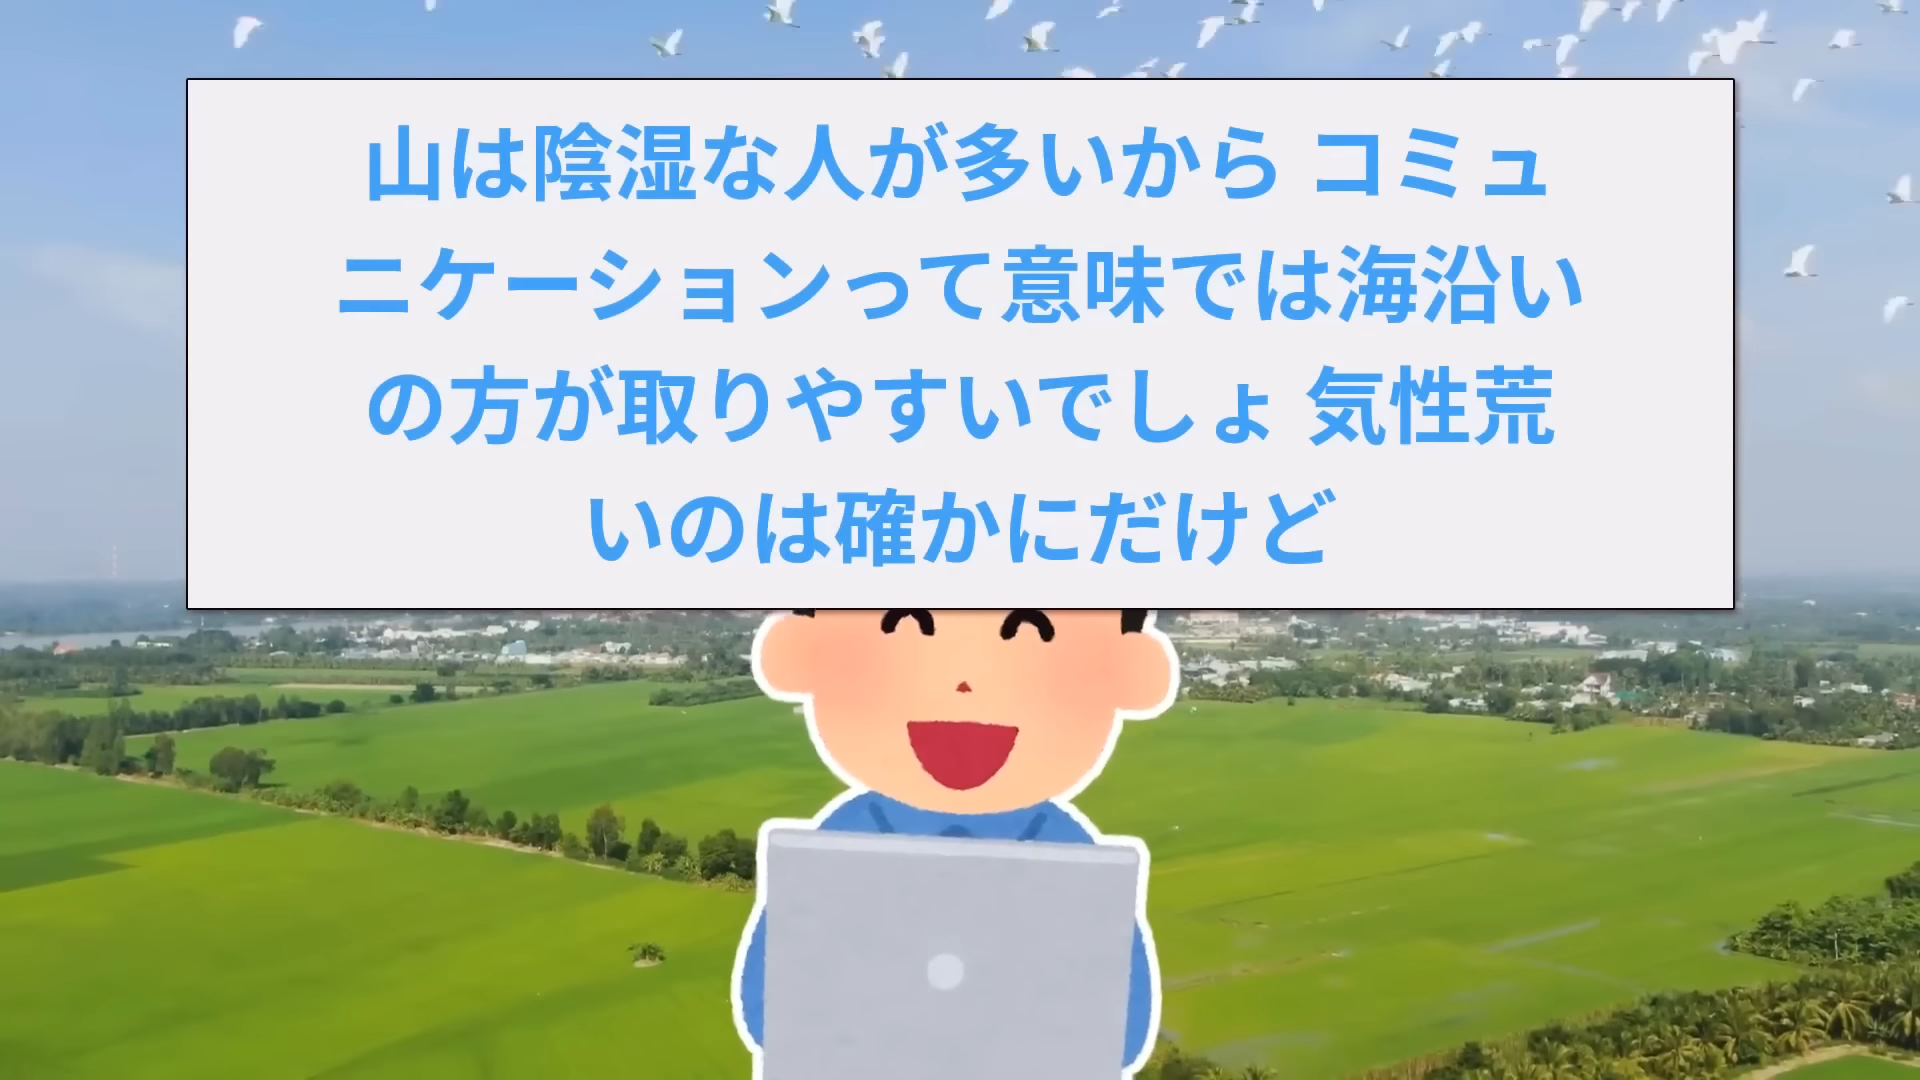 山は陰湿な人が多いから コミュ
ニケーションって意味では海沿い
の方が取りやすいでしょ 気性荒
いのは確かにだけど